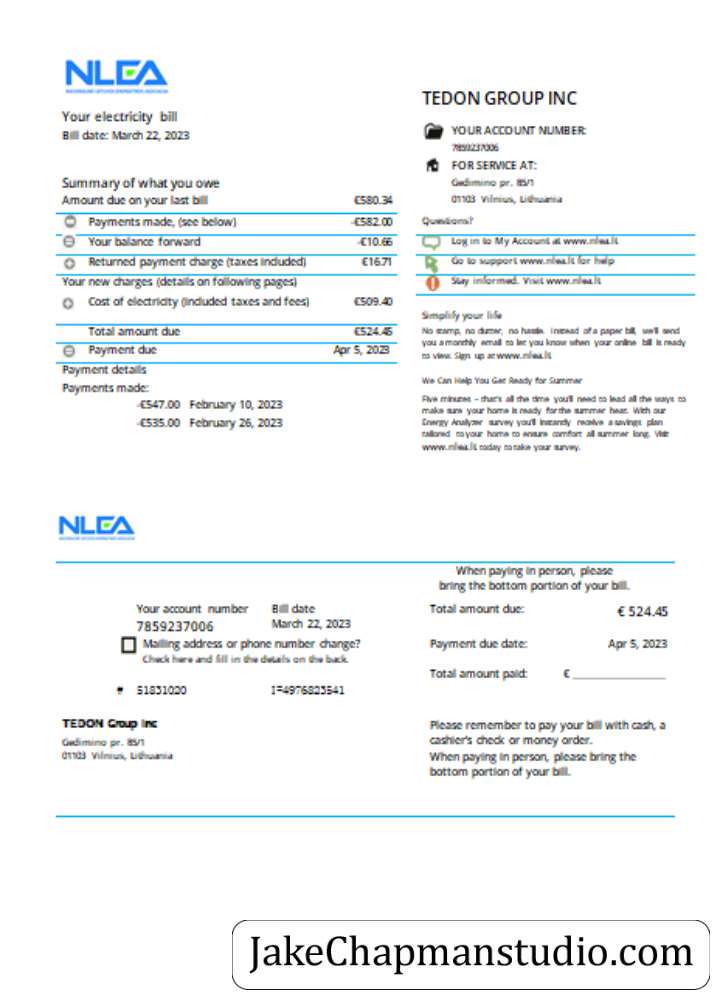 NLEA
Your electricity bill
Bill date: March 22, 2023
Summary of what you owe
Amount due on your last bill €580.34
Payments made, (see below) -€582.00
Your balance forward -€10.66
Returned payment charge (taxes included) €16.71
Your new charges (details on following pages)
Cost of electricity (included taxes and fees) €509.40
Total amount due €524.45
Payment due Apr 5, 2023
Payment details
Payments made:
-€547.00 February 10, 2023
-€535.00 February 26, 2023
TEDON GROUP INC
YOUR ACCOUNT NUMBER:
7859237006
FOR SERVICE AT:
Gedimino pr. 85/1
01103 Vilnius, Lithuania
Questions?
Log in to My Account at www.nlea.lt
Go to support www.nlea.lt for help
Stay informed. Visit www.nlea.lt
Simplify your life
No stamp, no clutter, no hassle. Instead of a paper bill, we'll send
you a monthly email to let you know when your online bill is ready
to view. Sign up at www.nlea.lt
We Can Help You Get Ready for Summer
Five minutes – that's all the time you'll need to lead all the ways to
make sure your home is ready for the summer heat. With our
Energy Analyzer survey you'll instantly receive a savings plan
tailored to your home to ensure comfort all summer long. Visit
www.nlea.lt today to take your survey.
NLEA
When paying in person, please
bring the bottom portion of your bill.
Your account number Bill date
7859237006 March 22, 2023
Mailing address or phone number change?
Check here and fill in the details on the back.
# 51831020 1=4976823541
TEDON Group Inc
Gedimino pr. 85/1
01103 Vilnius, Lithuania
Total amount due: € 524.45
Payment due date: Apr 5, 2023
Total amount paid: € ______________
Please remember to pay your bill with cash, a
cashier's check or money order.
When paying in person, please bring the
bottom portion of your bill.
JakeChapmanstudio.com